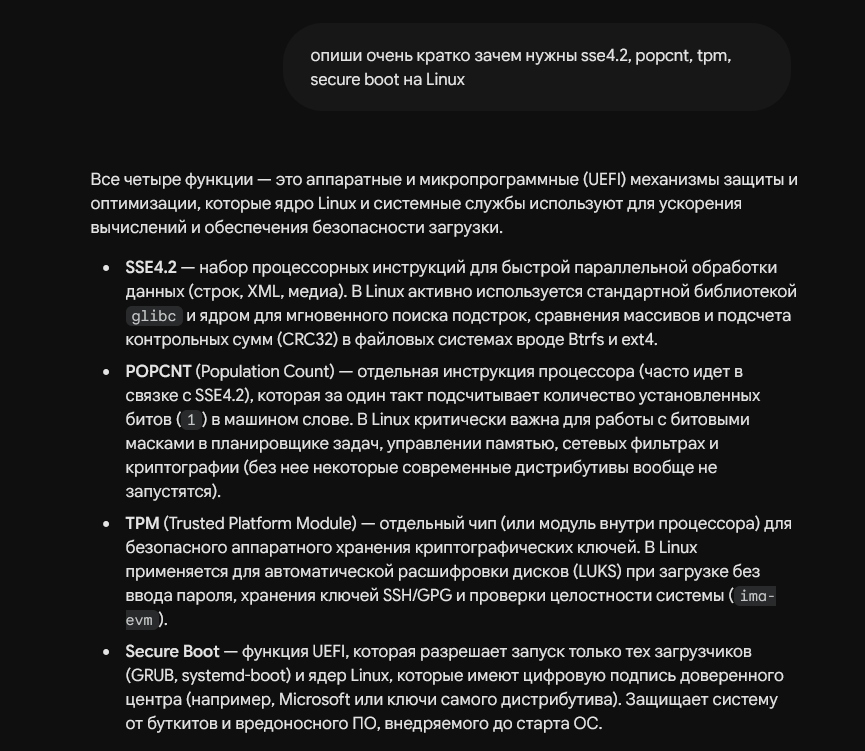 опиши очень кратко зачем нужны sse4.2, popcnt, tpm,
secure boot на Linux
Все четыре функции — это аппаратные и микропрограммные (UEFI) механизмы защиты и
оптимизации, которые ядро Linux и системные службы используют для ускорения
вычислений и обеспечения безопасности загрузки.
• SSE4.2 — набор процессорных инструкций для быстрой параллельной обработки
данных (строк, XML, медиа). В Linux активно используется стандартной библиотекой
glibc и ядром для мгновенного поиска подстрок, сравнения массивов и подсчета
контрольных сумм (CRC32) в файловых системах вроде Btrfs и ext4.
• POPCNT (Population Count) — отдельная инструкция процессора (часто идет в
связке с SSE4.2), которая за один такт подсчитывает количество установленных
битов (1) в машином слове. В Linux критически важна для работы с битовыми
масками в планировщике задач, управлении памятью, сетевых фильтрах и
криптографии (без нее некоторые современные дистрибутивы вообще не
запустятся).
• TPM (Trusted Platform Module) — отдельный чип (или модуль внутри процессора) для
безопасного аппаратного хранения криптографических ключей. В Linux
применяется для автоматической расшифровки дисков (LUKS) при загрузке без
ввода пароля, хранения ключей SSH/GPG и проверки целостности системы (ima-
evm).
• Secure Boot — функция UEFI, которая разрешает запуск только тех загрузчиков
(GRUB, systemd-boot) и ядер Linux, которые имеют цифровую подпись доверенного
центра (например, Microsoft или ключи самого дистрибутива). Защищает систему
от буткитов и вредоносного ПО, внедряемого до старта ОС.